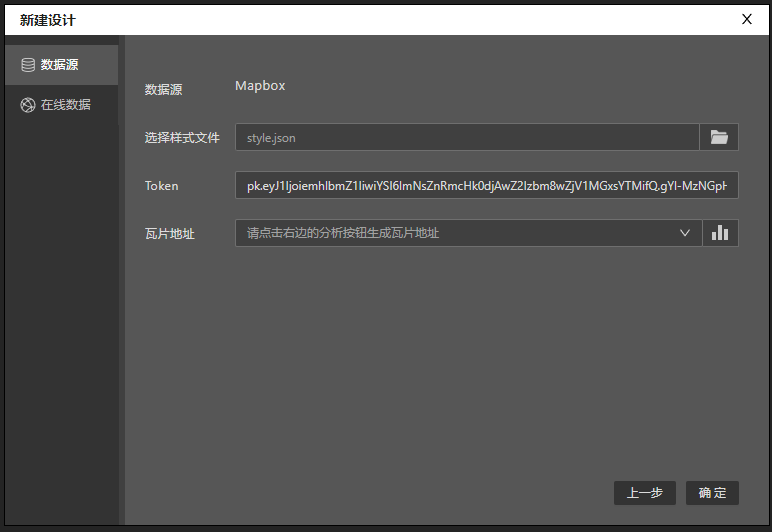 新建设计
X
数据源
在线数据
数据源 Mapbox
选择样式文件 style.json
Token pk.eyJ1IjoiemhlbmZ1IiwiYSI6ImNsZnRmcHk0djAwZ2Izbm8wZjV1MGxsYTMifQ.gYI-MzNGpH
瓦片地址 请点击右边的分析按钮生成瓦片地址
上一步 确定